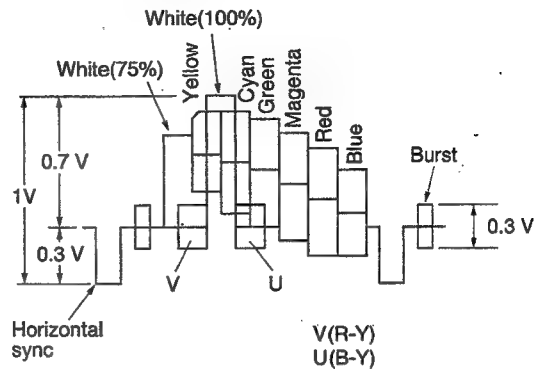 White(100%)
White(75%)
Yellow
Cyan
Green
Magenta
Red
Blue
Burst
0.7 V
1V
0.3 V
0.3 V
V
U
Horizontal
sync
V(R-Y)
U(B-Y)